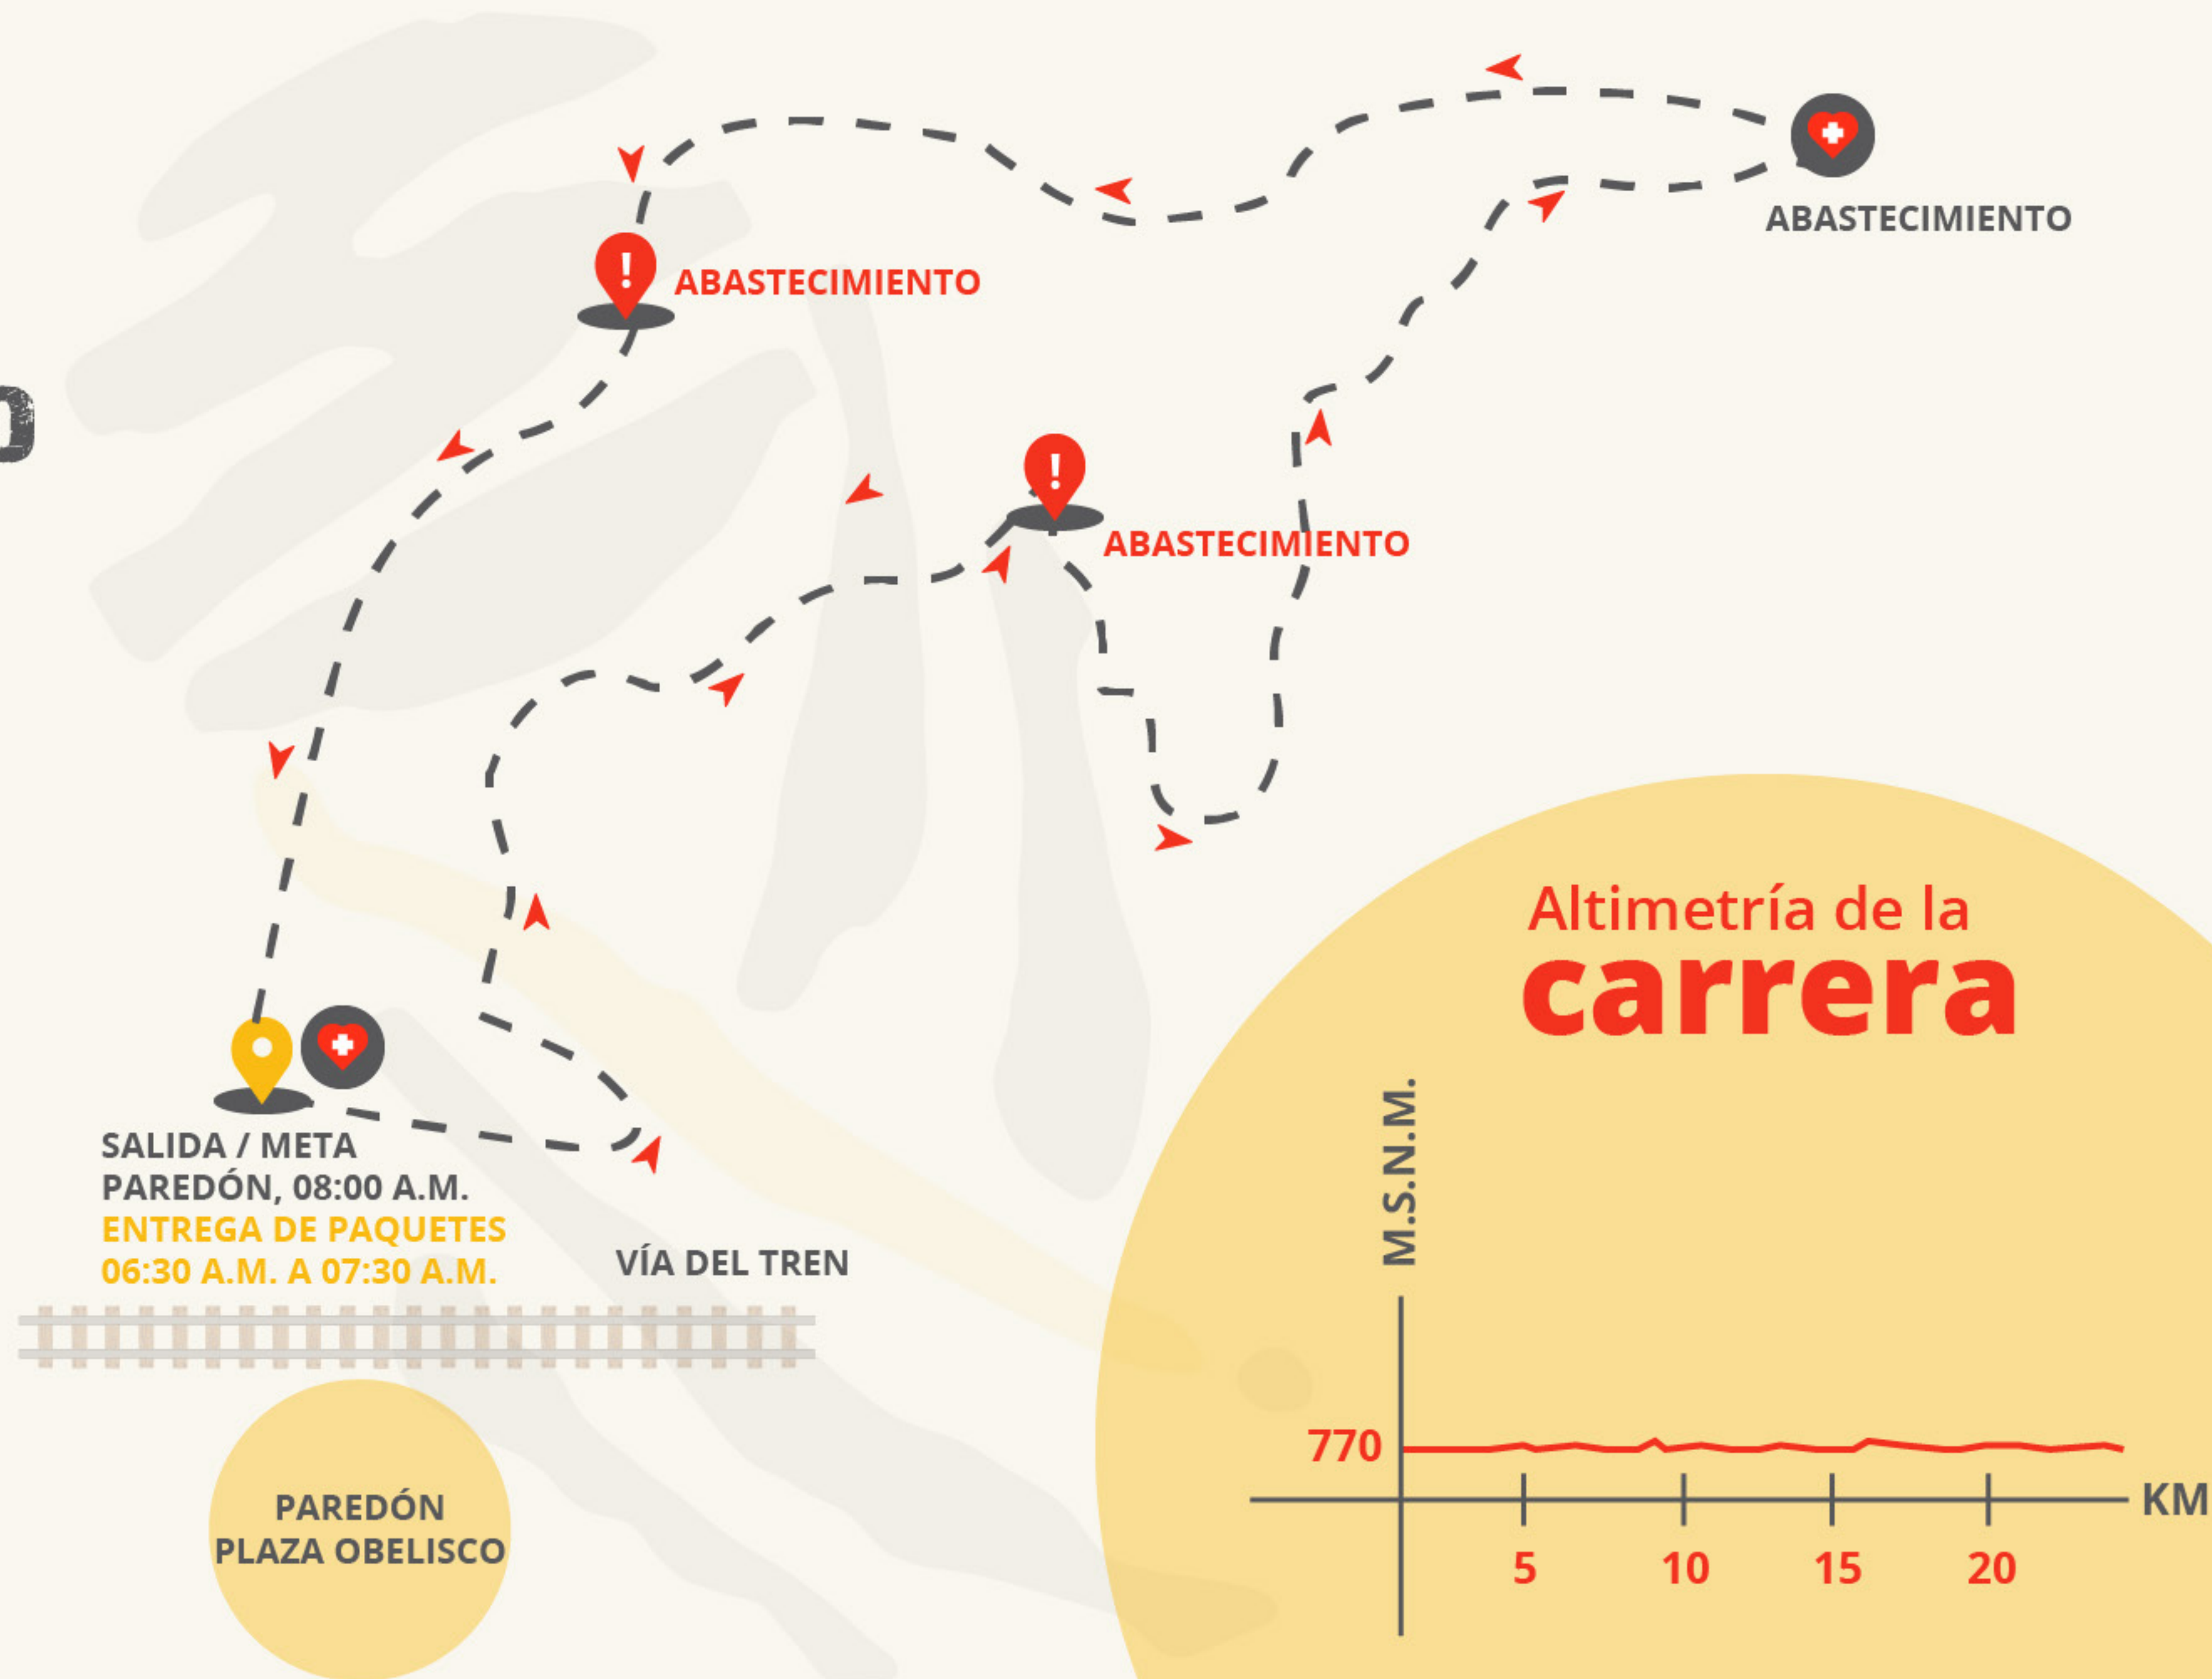 ABASTECIMIENTO
ABASTECIMIENTO
ABASTECIMIENTO
SALIDA / META
PAREDÓN, 08:00 A.M.
ENTREGA DE PAQUETES
06:30 A.M. A 07:30 A.M.
VÍA DEL TREN
PAREDÓN
PLAZA OBELISCO
Altimetría de la
carrera
M.S.N.M.
770
KM
5 10 15 20